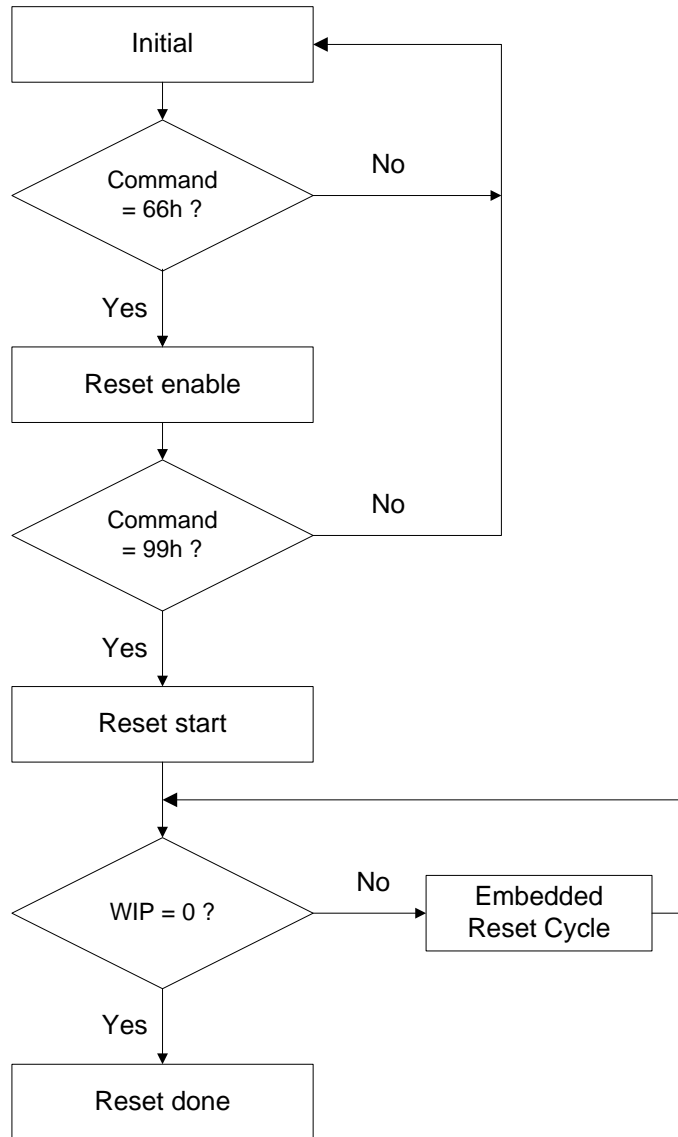 Initial
Command
= 66h ?
No
Yes
Reset enable
Command
= 99h ?
No
Yes
Reset start
WIP = 0 ?
No
Embedded
Reset Cycle
Yes
Reset done